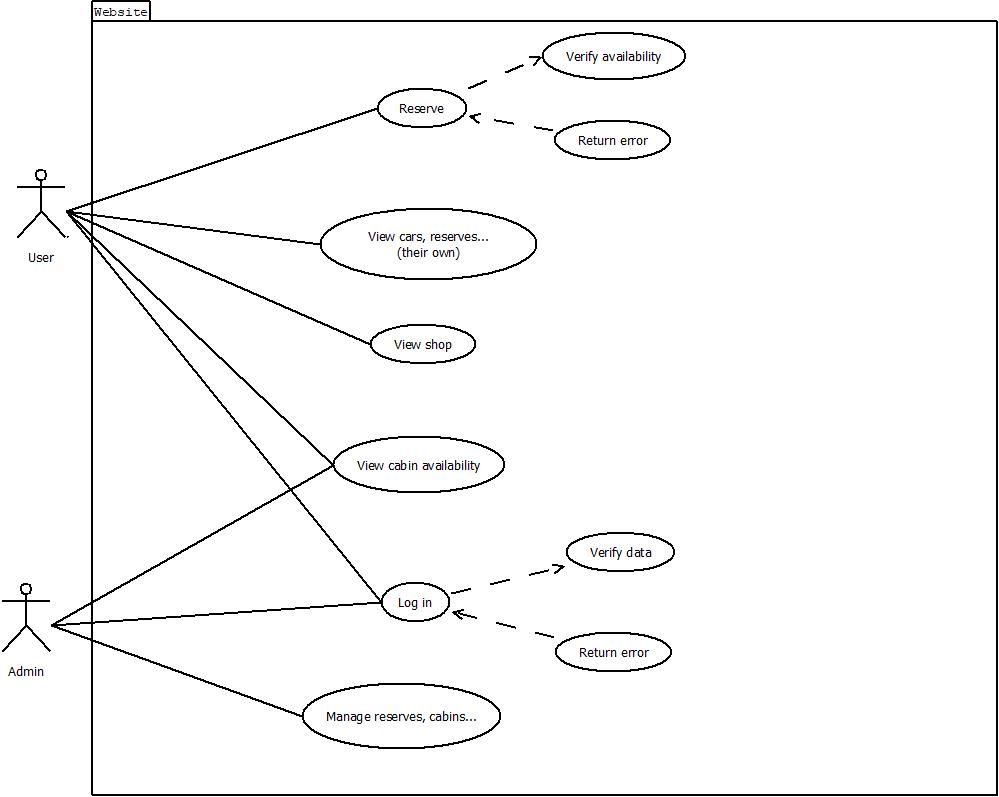 Website
Verify availability
Reserve
Return error
User
View cars, reserves...
(their own)
View shop
View cabin availability
Verify data
Log in
Return error
Admin
Manage reserves, cabins...